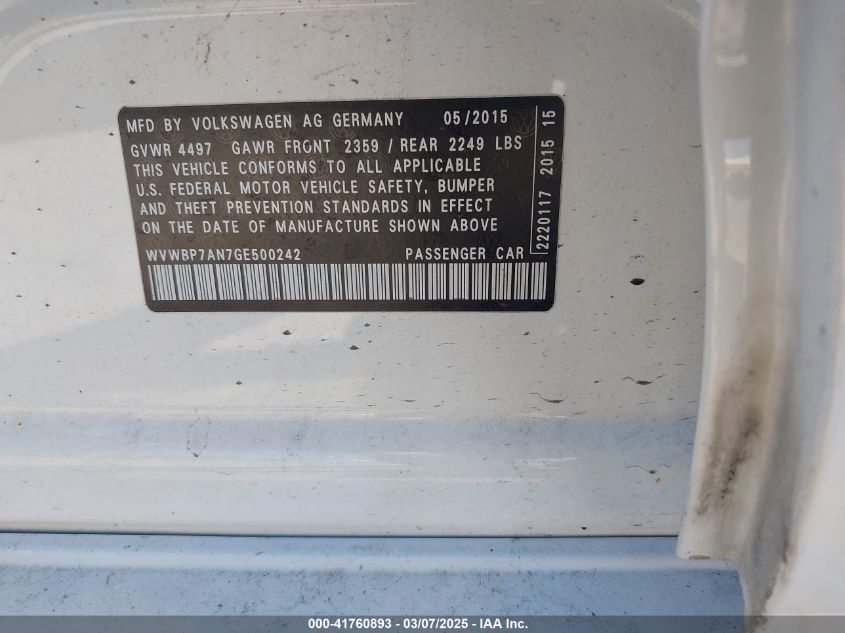 MFD BY VOLKSWAGEN AG GERMANY 05/2015
GVWR 4497 GAWR FRONT 2359 / REAR 2249 LBS
THIS VEHICLE CONFORMS TO ALL APPLICABLE
U.S. FEDERAL MOTOR VEHICLE SAFETY, BUMPER
AND THEFT PREVENTION STANDARDS IN EFFECT
ON THE DATE OF MANUFACTURE SHOWN ABOVE
WVWBP7AN7GE500242 PASSENGER CAR
2220117 2015 15
000-41760893 - 03/07/2025 - IAA Inc.